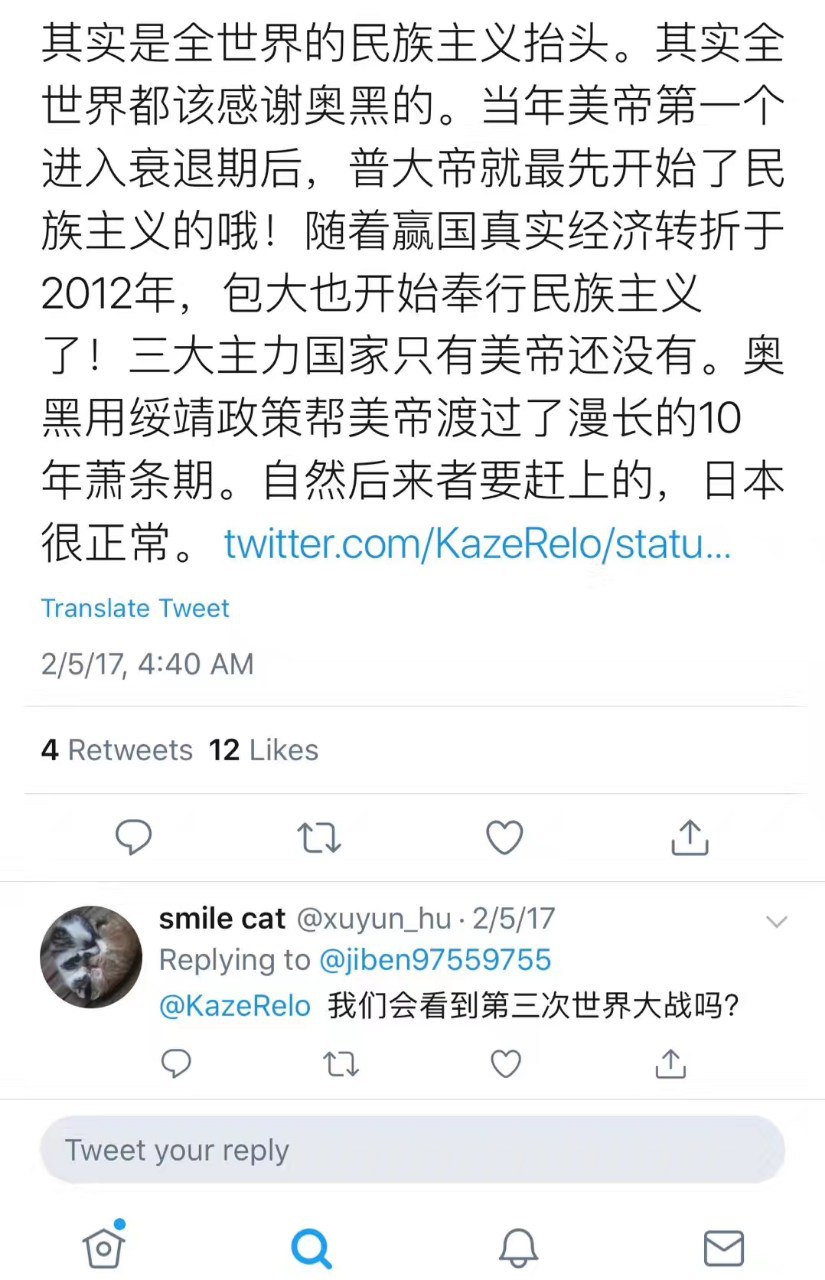 其实是全世界的民族主义抬头。其实全
世界都该感谢奥黑的。当年美帝第一个
进入衰退期后，普大帝就最先开始了民
族主义的哦！随着赢国真实经济转折于
2012年，包大也开始奉行民族主义
了！三大主力国家只有美帝还没有。奥
黑用绥靖政策帮美帝渡过了漫长的10
年萧条期。自然后来者要赶上的，日本
很正常。 twitter.com/KazeRelo/statu...
Translate Tweet
2/5/17, 4:40 AM
4 Retweets 12 Likes
smile cat @xuyun_hu · 2/5/17
Replying to @jiben97559755
@KazeRelo 我们会看到第三次世界大战吗?
Tweet your reply